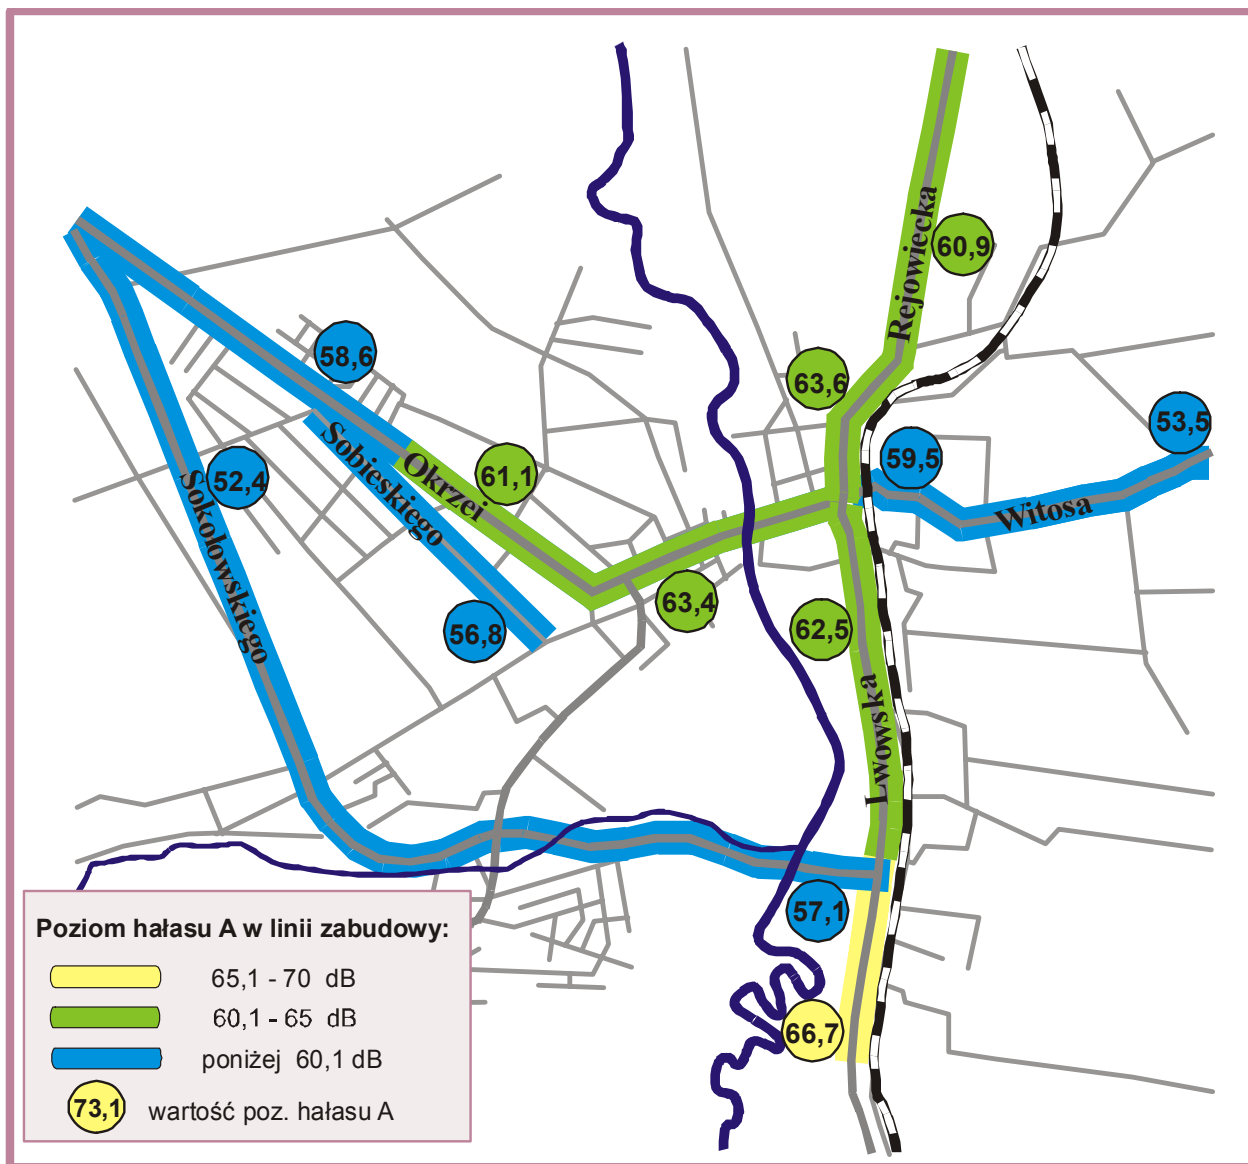 Rejowiecka
60,9
58,6
63,6
53,5
59,5
Sobieskiego
Okrzei
61,1
52,4
Sokołowskiego
Witosa
63,4
56,8
62,5
Lwowska
57,1
66,7
Poziom hałasu A w linii zabudowy:
65,1 - 70 dB
60,1 - 65 dB
poniżej 60,1 dB
73,1 wartość poz. hałasu A